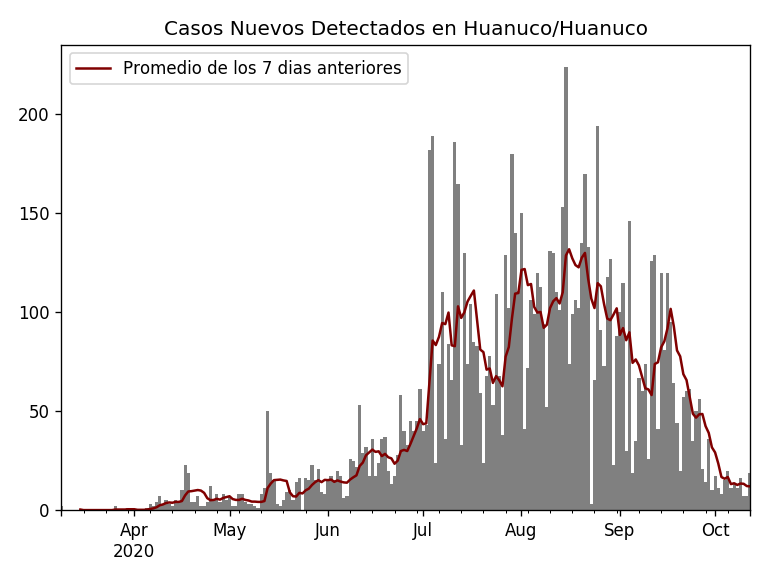 Casos Nuevos Detectados en Huanuco/Huanuco
Promedio de los 7 dias anteriores
200
150
100
50
0
Apr May Jun Jul Aug Sep Oct
2020